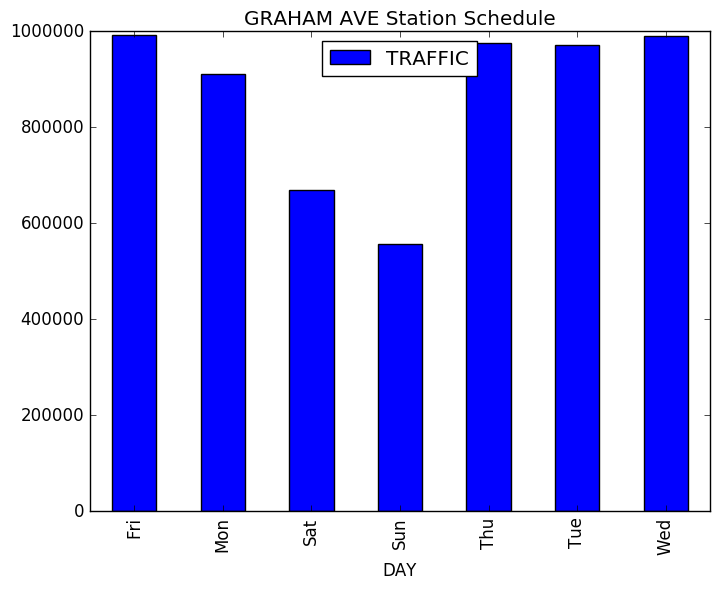 GRAHAM AVE Station Schedule
TRAFFIC
1000000
800000
600000
400000
200000
0
Fri
Mon
Sat
Sun
Thu
Tue
Wed
DAY